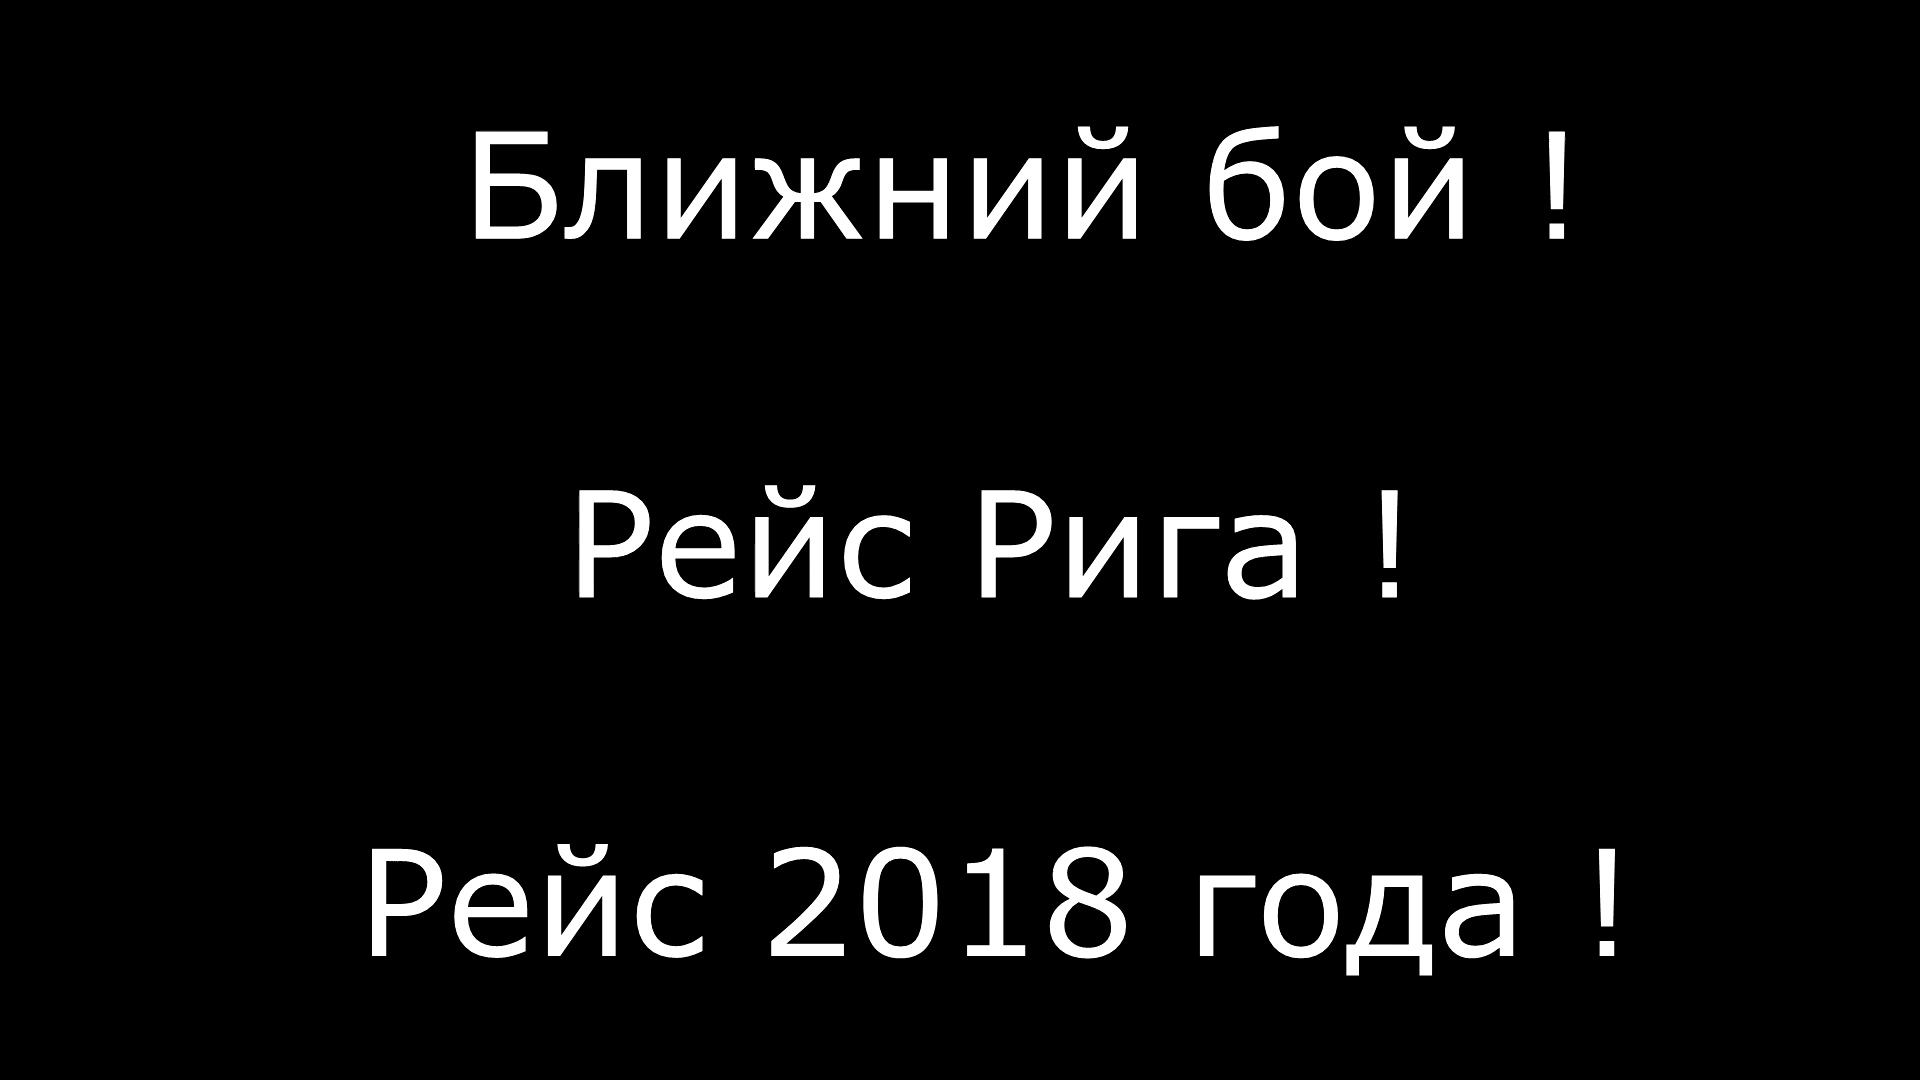 Ближний бой !
Рейс Рига !
Рейс 2018 года !